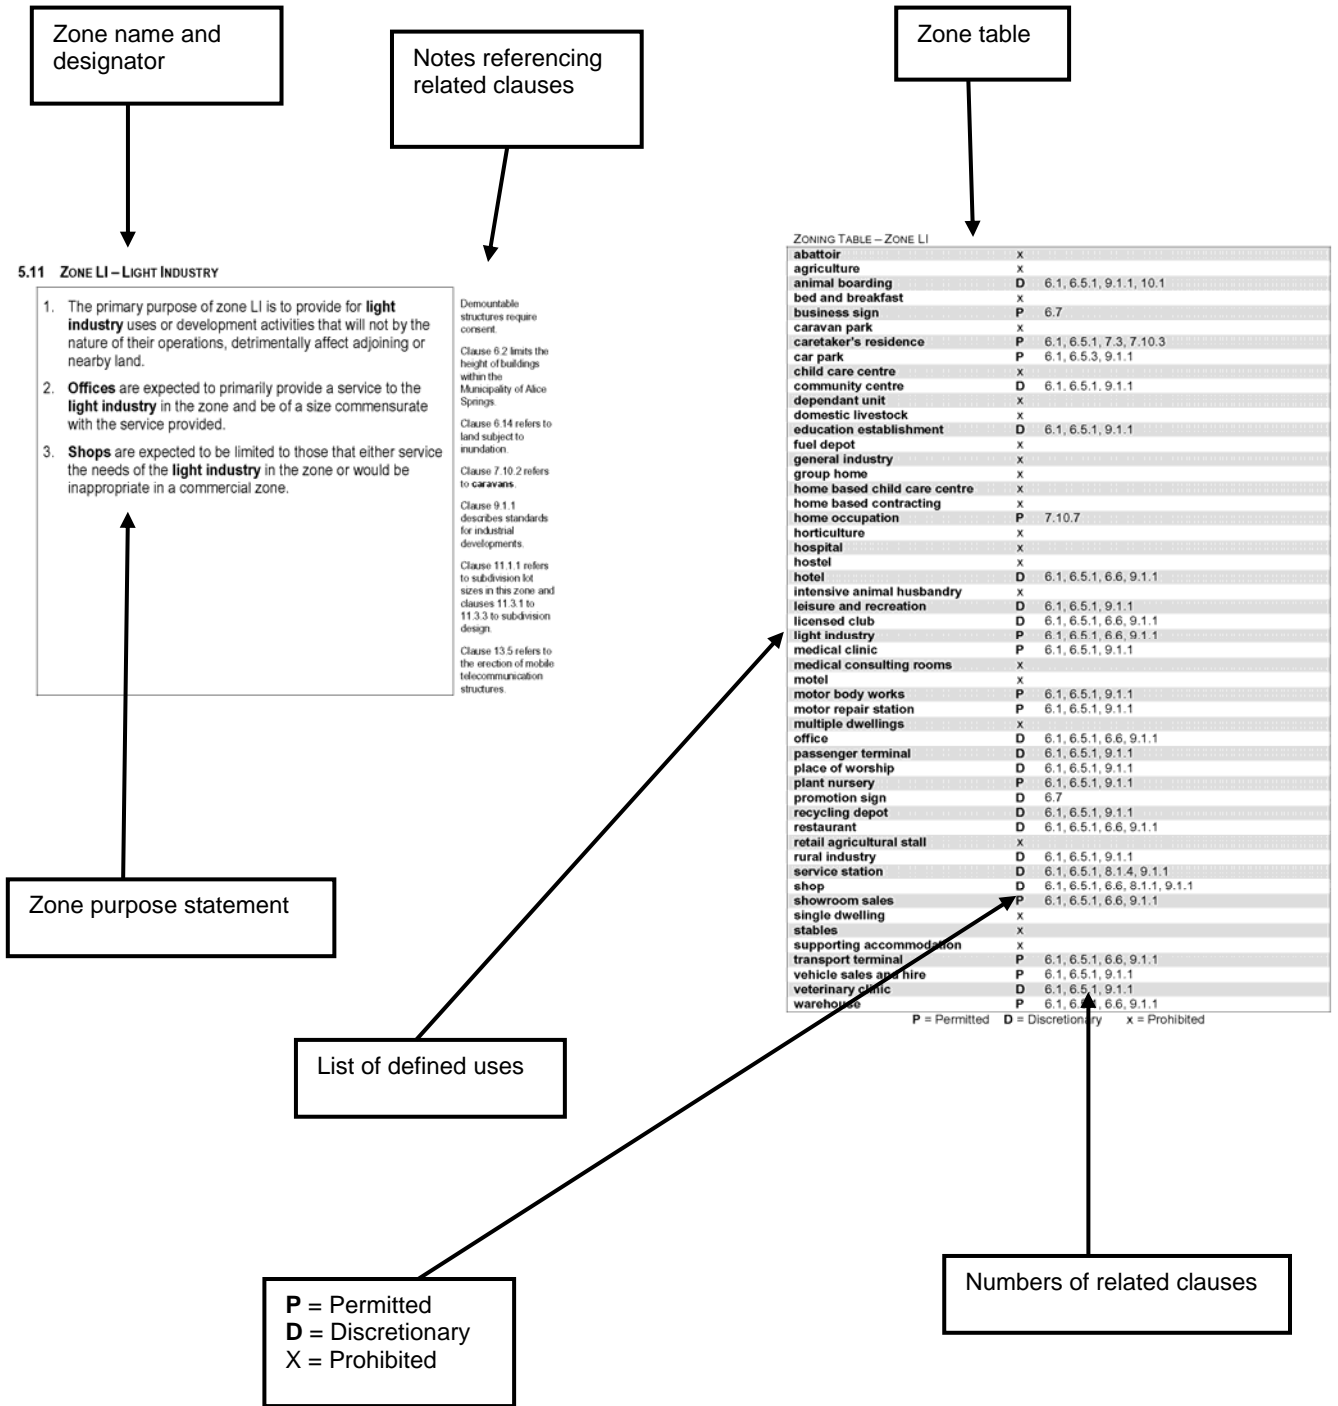 Zone name and
designator
Notes referencing
related clauses
Zone table
5.11 ZONE LI – LIGHT INDUSTRY
1. The primary purpose of zone LI is to provide for light
industry uses or development activities that will not by the
nature of their operations, detrimentally affect adjoining or
nearby land.
2. Offices are expected to primarily provide a service to the
light industry in the zone and be of a size commensurate
with the service provided.
3. Shops are expected to be limited to those that either service
the needs of the light industry in the zone or would be
inappropriate in a commercial zone.
Demountable
structures require
consent.
Clause 6.2 limits the
height of buildings
within the
Municipality of Alice
Springs.
Clause 6.14 refers to
land subject to
inundation.
Clause 7.10.2 refers
to caravans.
Clause 9.1.1
describes standards
for industrial
developments.
Clause 11.1.1 refers
to subdivision lot
sizes in this zone and
clauses 11.3.1 to
11.3.3 to subdivision
design.
Clause 13.5 refers to
the erection of mobile
telecommunication
structures.
ZONING TABLE – ZONE LI
abattoir x
agriculture x
animal boarding D 6.1, 6.5.1, 9.1.1, 10.1
bed and breakfast x
business sign P 6.7
caravan park x
caretaker's residence P 6.1, 6.5.1, 7.3, 7.10.3
car park P 6.1, 6.5.3, 9.1.1
child care centre x
community centre D 6.1, 6.5.1, 9.1.1
dependant unit x
domestic livestock x
education establishment D 6.1, 6.5.1, 9.1.1
fuel depot x
general industry x
group home x
home based child care centre x
home based contracting x
home occupation P 7.10.7
horticulture x
hospital x
hostel x
hotel D 6.1, 6.5.1, 6.6, 9.1.1
intensive animal husbandry x
leisure and recreation D 6.1, 6.5.1, 9.1.1
licensed club D 6.1, 6.5.1, 6.6, 9.1.1
light industry P 6.1, 6.5.1, 6.6, 9.1.1
medical clinic P 6.1, 6.5.1, 9.1.1
medical consulting rooms x
motel x
motor body works P 6.1, 6.5.1, 9.1.1
motor repair station P 6.1, 6.5.1, 9.1.1
multiple dwellings x
office D 6.1, 6.5.1, 6.6, 9.1.1
passenger terminal D 6.1, 6.5.1, 9.1.1
place of worship D 6.1, 6.5.1, 9.1.1
plant nursery P 6.1, 6.5.1, 9.1.1
promotion sign D 6.7
recycling depot D 6.1, 6.5.1, 9.1.1
restaurant D 6.1, 6.5.1, 6.6, 9.1.1
retail agricultural stall x
rural industry D 6.1, 6.5.1, 9.1.1
service station D 6.1, 6.5.1, 8.1.4, 9.1.1
shop D 6.1, 6.5.1, 6.6, 8.1.1, 9.1.1
showroom sales P 6.1, 6.5.1, 6.6, 9.1.1
single dwelling x
stables x
supporting accommodation x
transport terminal P 6.1, 6.5.1, 6.6, 9.1.1
vehicle sales and hire P 6.1, 6.5.1, 9.1.1
veterinary clinic D 6.1, 6.5.1, 9.1.1
warehouse P 6.1, 6.5.1, 6.6, 9.1.1
P = Permitted D = Discretionary x = Prohibited
Zone purpose statement
List of defined uses
P = Permitted
D = Discretionary
X = Prohibited
Numbers of related clauses